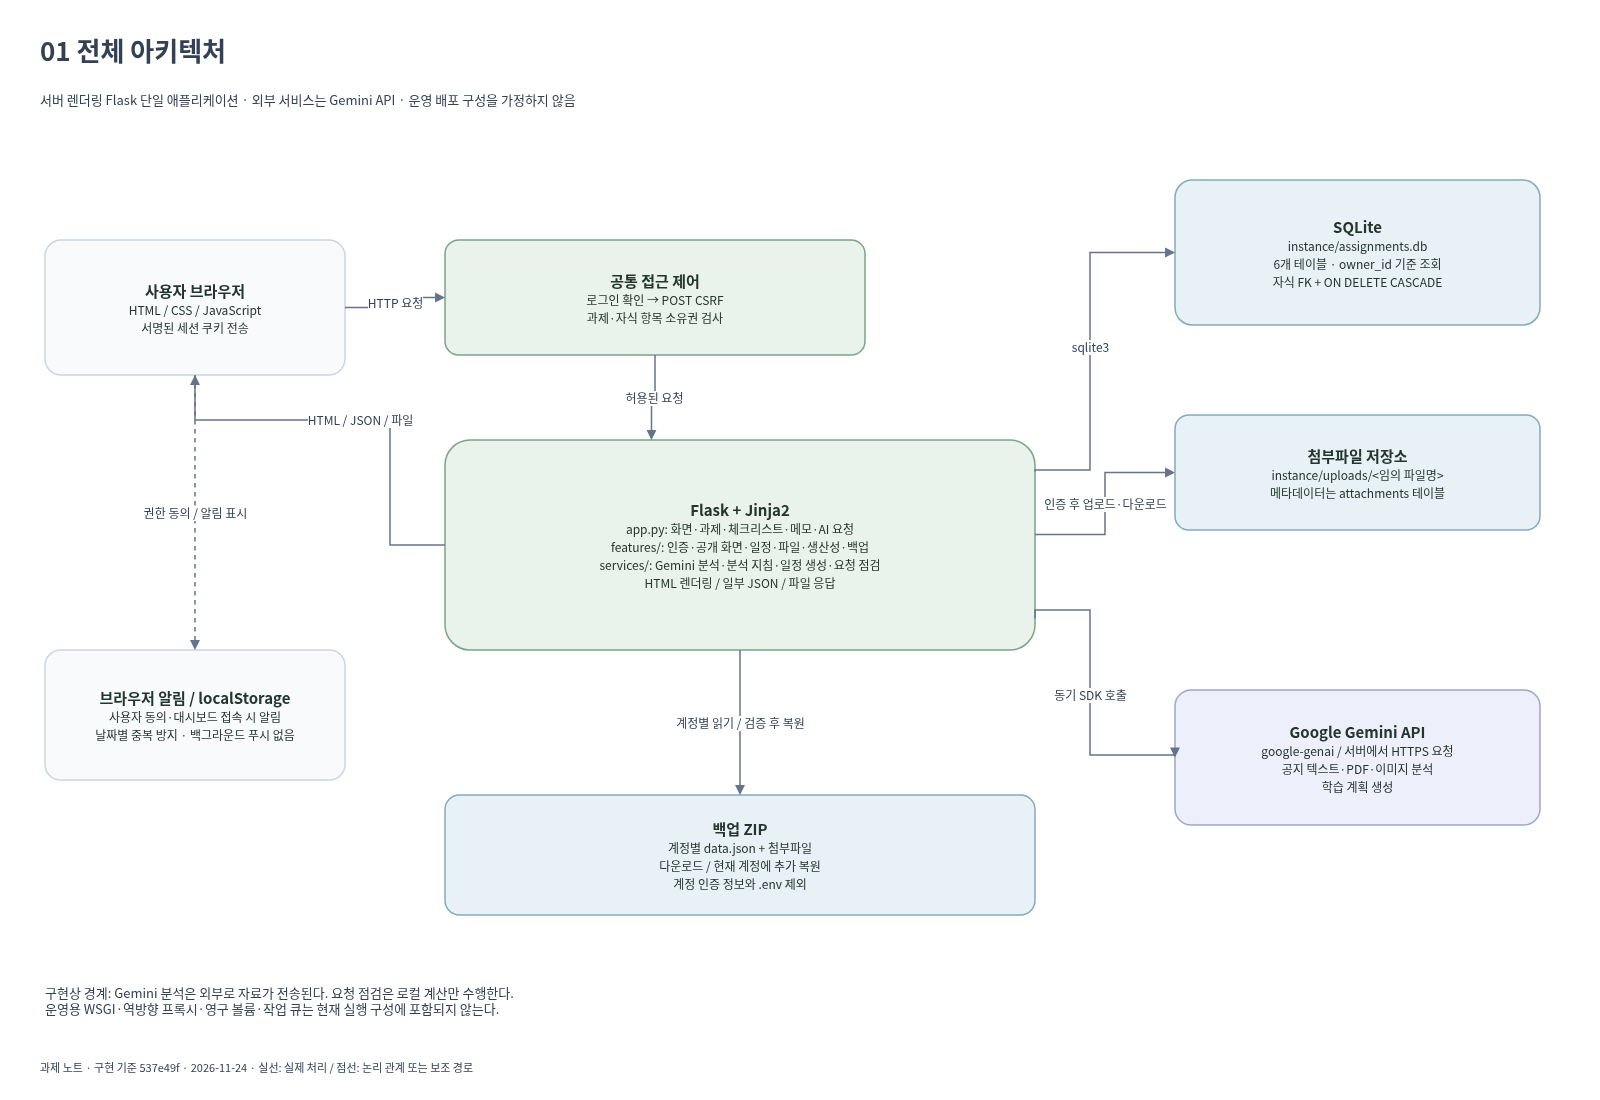 01 전체 아키텍처
서버 렌더링 Flask 단일 애플리케이션 · 외부 서비스는 Gemini API · 운영 배포 구성을 가정하지 않음
사용자 브라우저
HTML / CSS / JavaScript
서명된 세션 쿠키 전송
HTTP 요청
공통 접근 제어
로그인 확인 → POST CSRF
과제·자식 항목 소유권 검사
SQLite
instance/assignments.db
6개 테이블 · owner_id 기준 조회
자식 FK + ON DELETE CASCADE
sqlite3
허용된 요청
HTML / JSON / 파일
첨부파일 저장소
instance/uploads/<임의 파일명>
메타데이터는 attachments 테이블
인증 후 업로드·다운로드
Flask + Jinja2
app.py: 화면·과제·체크리스트·메모·AI 요청
features/: 인증·공개 화면·일정·파일·생산성·백업
services/: Gemini 분석·분석 지침·일정 생성·요청 점검
HTML 렌더링 / 일부 JSON / 파일 응답
권한 동의 / 알림 표시
브라우저 알림 / localStorage
사용자 동의·대시보드 접속 시 알림
날짜별 중복 방지 · 백그라운드 푸시 없음
계정별 읽기 / 검증 후 복원
동기 SDK 호출
Google Gemini API
google-genai / 서버에서 HTTPS 요청
공지 텍스트·PDF·이미지 분석
학습 계획 생성
백업 ZIP
계정별 data.json + 첨부파일
다운로드 / 현재 계정에 추가 복원
계정 인증 정보와 .env 제외
구현상 경계: Gemini 분석은 외부로 자료가 전송된다. 요청 점검은 로컬 계산만 수행한다.
운영용 WSGI·역방향 프록시·영구 볼륨·작업 큐는 현재 실행 구성에 포함되지 않는다.
과제 노트 · 구현 기준 537e49f · 2026-11-24 · 실선: 실제 처리 / 점선: 논리 관계 또는 보조 경로